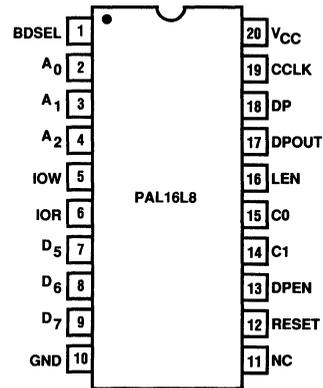 BDSEL 1 20 VCC
A0 2 19 CCLK
A1 3 18 DP
A2 4 17 DPOUT
IOW 5 16 LEN
PAL16L8
IOR 6 15 C0
D5 7 14 C1
D6 8 13 DPEN
D7 9 12 RESET
GND 10 11 NC